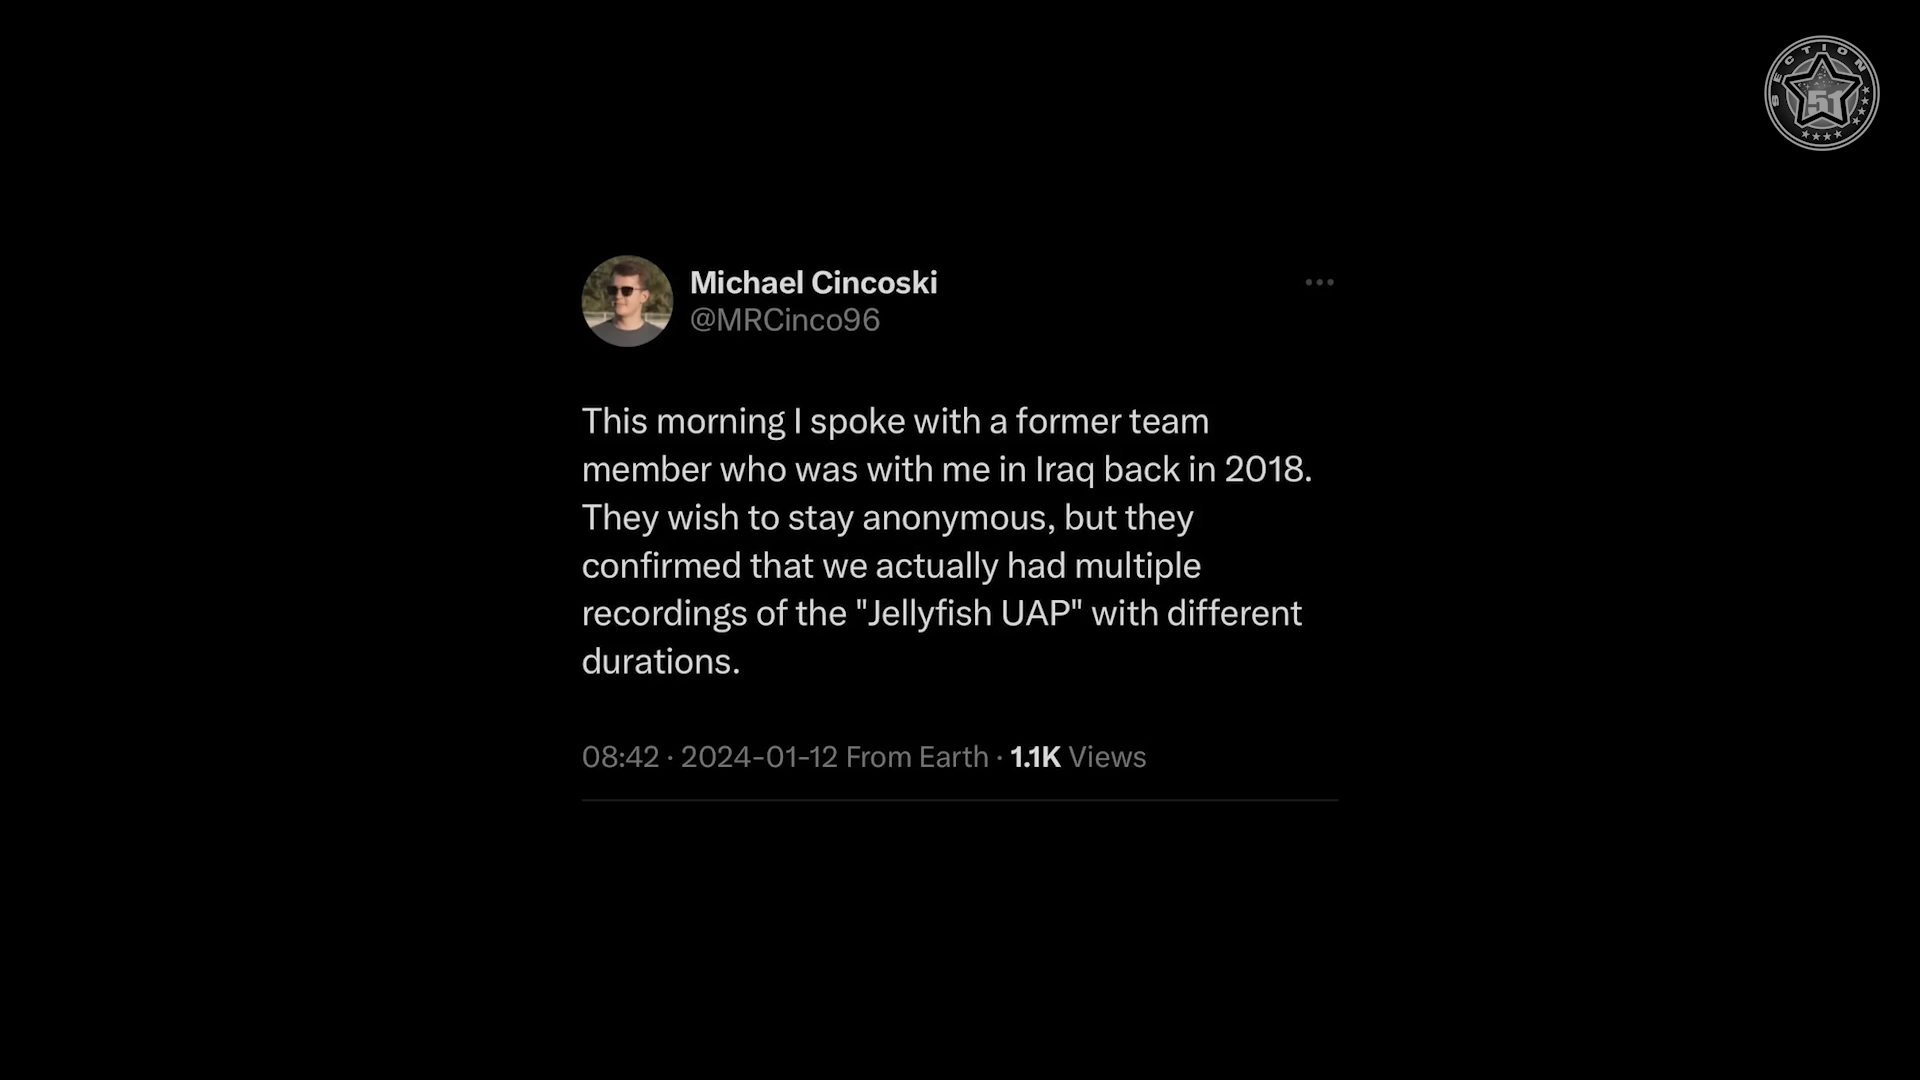 SECTION
51
Michael Cincoski
@MRCinco96
This morning I spoke with a former team
member who was with me in Iraq back in 2018.
They wish to stay anonymous, but they
confirmed that we actually had multiple
recordings of the "Jellyfish UAP" with different
durations.
08:42 · 2024-01-12 From Earth · 1.1K Views